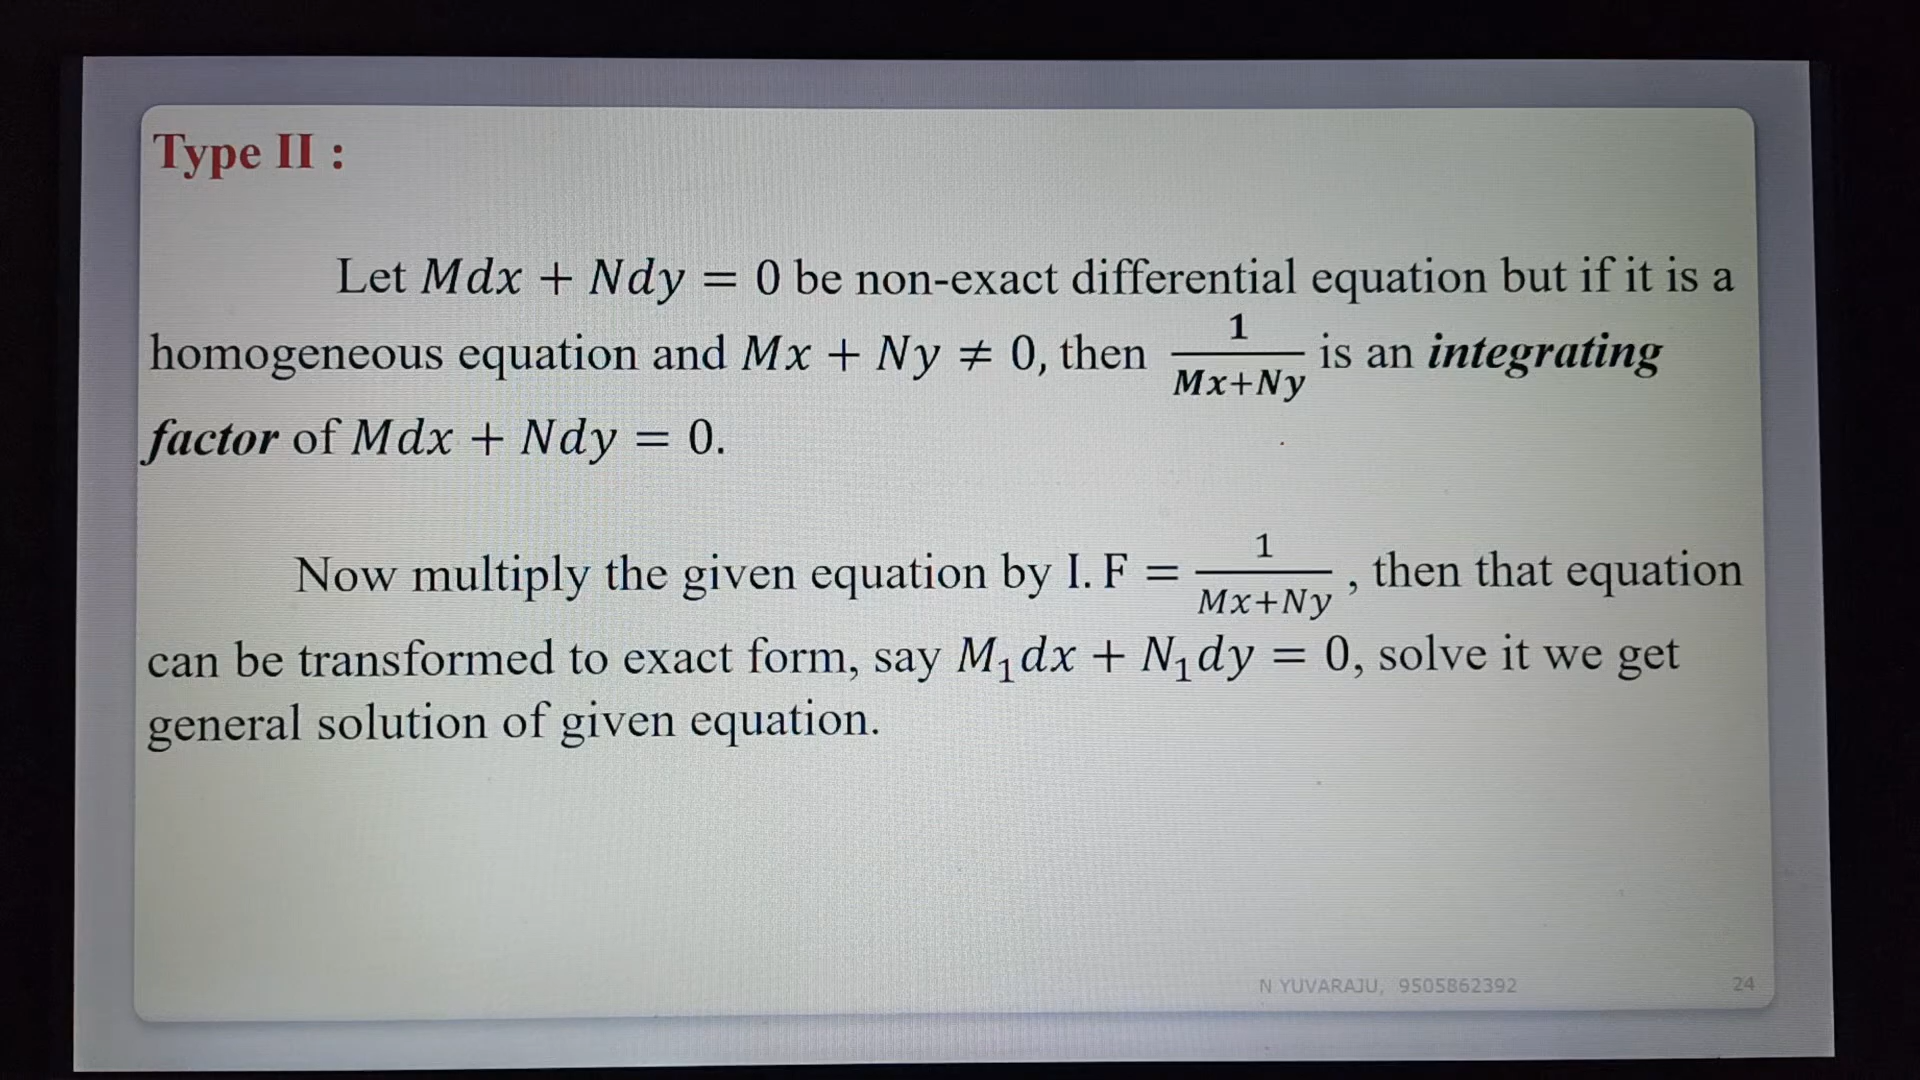 Type II :
Let Mdx + Ndy = 0 be non-exact differential equation but if it is a
homogeneous equation and Mx + Ny ≠ 0, then 1/(Mx+Ny) is an integrating
factor of Mdx + Ndy = 0.
Now multiply the given equation by I. F = 1/(Mx+Ny) , then that equation
can be transformed to exact form, say M₁dx + N₁dy = 0, solve it we get
general solution of given equation.
N YUVARAJU, 9505862392 24